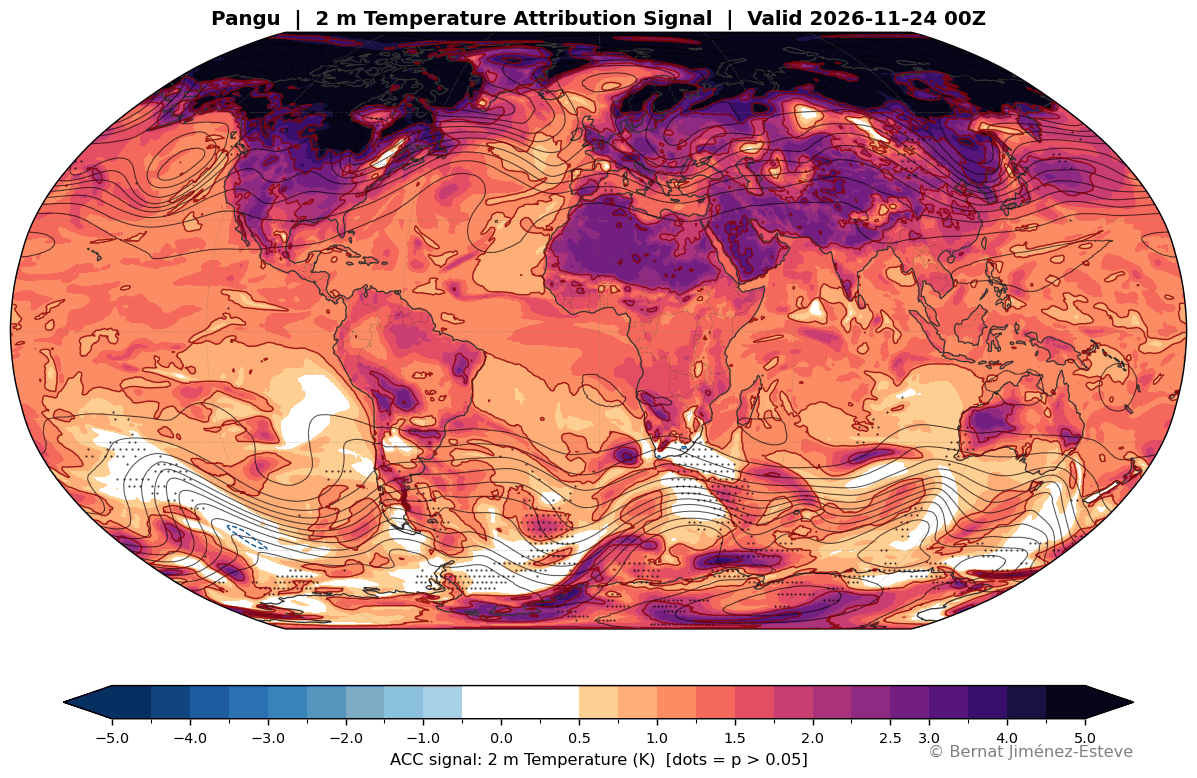 Pangu | 2 m Temperature Attribution Signal | Valid 2026-11-24 00Z
−5.0 −4.0 −3.0 −2.0 −1.0 0.0 0.5 1.0 1.5 2.0 2.5 3.0 4.0 5.0
ACC signal: 2 m Temperature (K) [dots = p > 0.05]
© Bernat Jiménez-Esteve